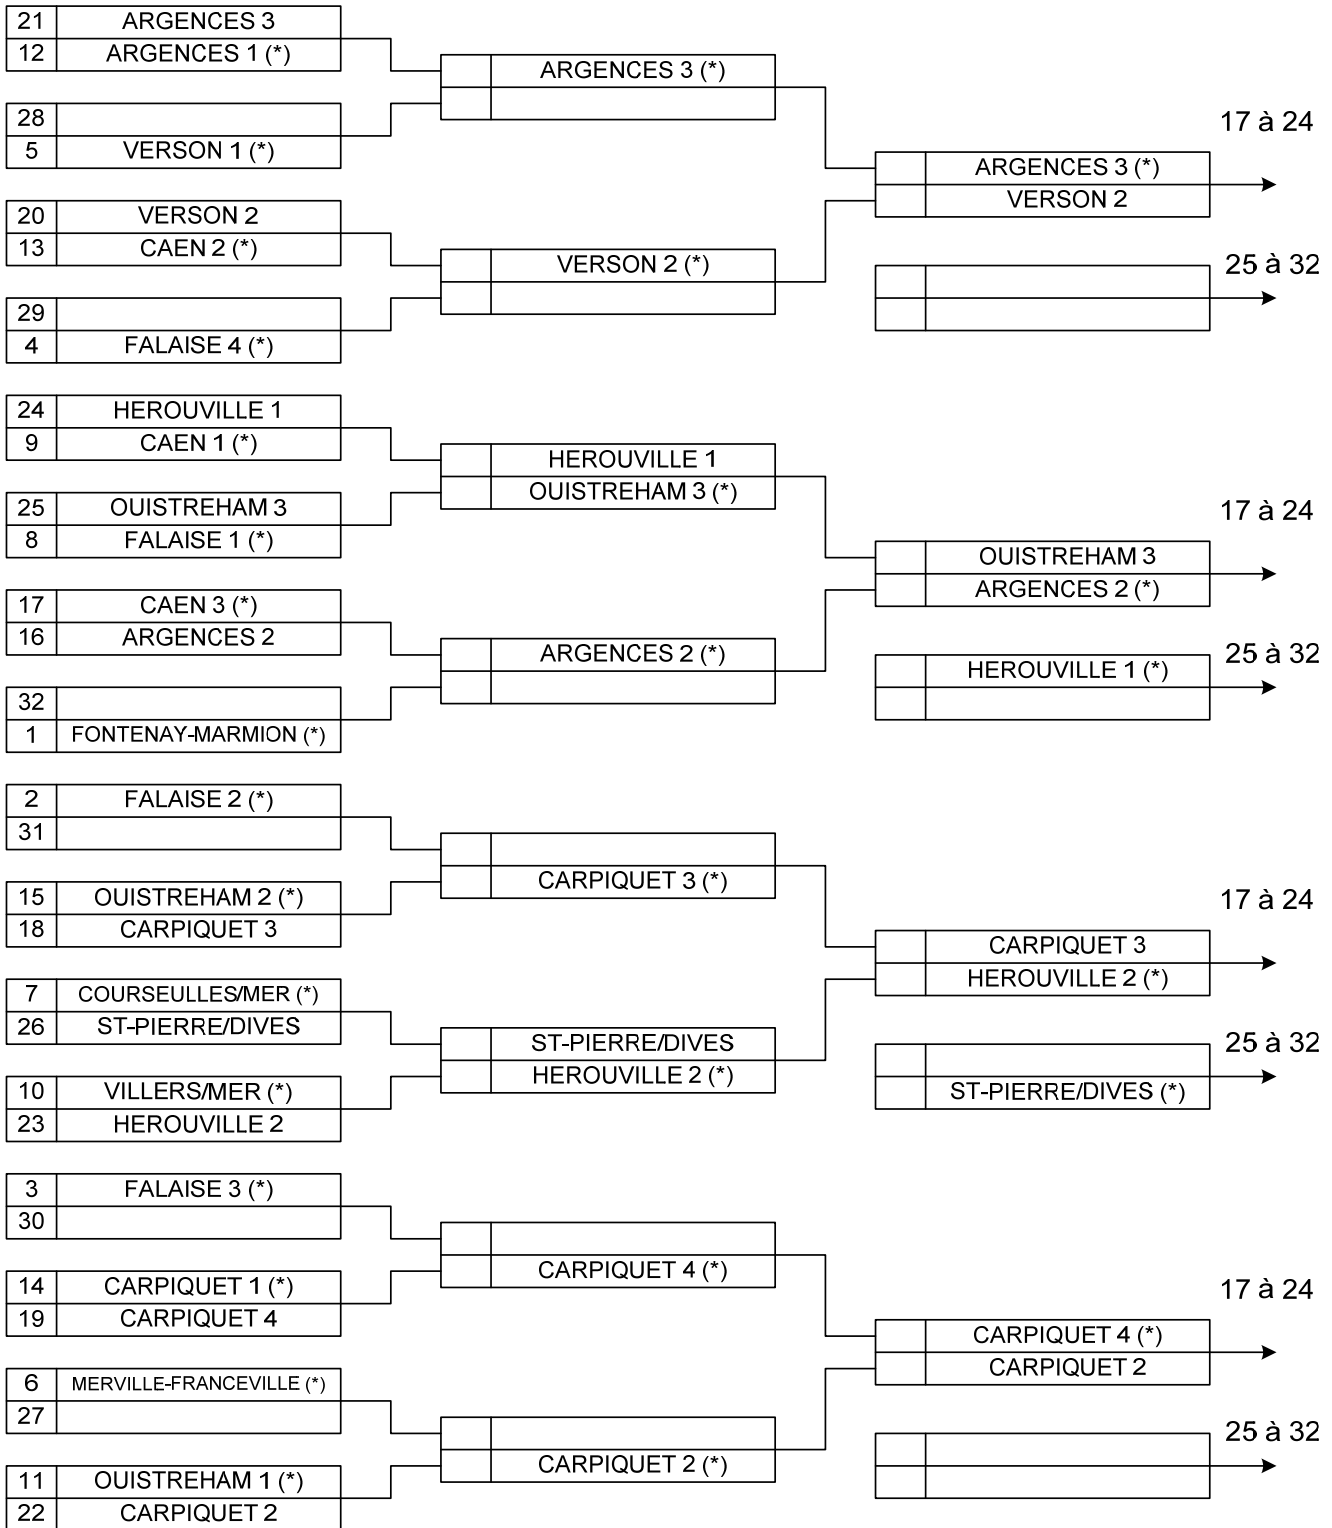 21 ARGENCES 3
12 ARGENCES 1 (*)
28
5 VERSON 1 (*)
20 VERSON 2
13 CAEN 2 (*)
29
4 FALAISE 4 (*)
24 HEROUVILLE 1
9 CAEN 1 (*)
25 OUISTREHAM 3
8 FALAISE 1 (*)
17 CAEN 3 (*)
16 ARGENCES 2
32
1 FONTENAY-MARMION (*)
2 FALAISE 2 (*)
31
15 OUISTREHAM 2 (*)
18 CARPIQUET 3
7 COURSEULLES/MER (*)
26 ST-PIERRE/DIVES
10 VILLERS/MER (*)
23 HEROUVILLE 2
3 FALAISE 3 (*)
30
14 CARPIQUET 1 (*)
19 CARPIQUET 4
6 MERVILLE-FRANCEVILLE (*)
27
11 OUISTREHAM 1 (*)
22 CARPIQUET 2
ARGENCES 3 (*)
VERSON 2 (*)
HEROUVILLE 1
OUISTREHAM 3 (*)
ARGENCES 2 (*)
CARPIQUET 3 (*)
ST-PIERRE/DIVES
HEROUVILLE 2 (*)
CARPIQUET 4 (*)
CARPIQUET 2 (*)
17 à 24
ARGENCES 3 (*)
VERSON 2
25 à 32
17 à 24
OUISTREHAM 3
ARGENCES 2 (*)
25 à 32
HEROUVILLE 1 (*)
17 à 24
CARPIQUET 3
HEROUVILLE 2 (*)
25 à 32
ST-PIERRE/DIVES (*)
17 à 24
CARPIQUET 4 (*)
CARPIQUET 2
25 à 32